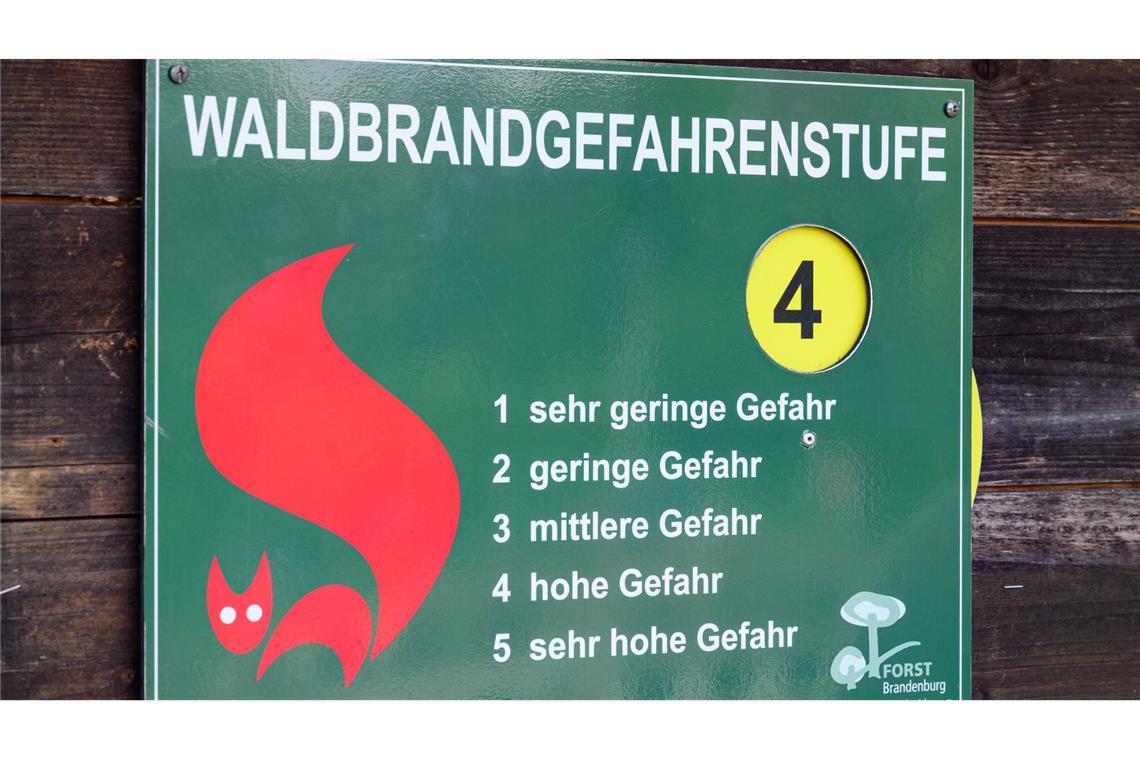 WALDBRANDGEFAHRENSTUFE
4
1 sehr geringe Gefahr
2 geringe Gefahr
3 mittlere Gefahr
4 hohe Gefahr
5 sehr hohe Gefahr
FORST
Brandenburg